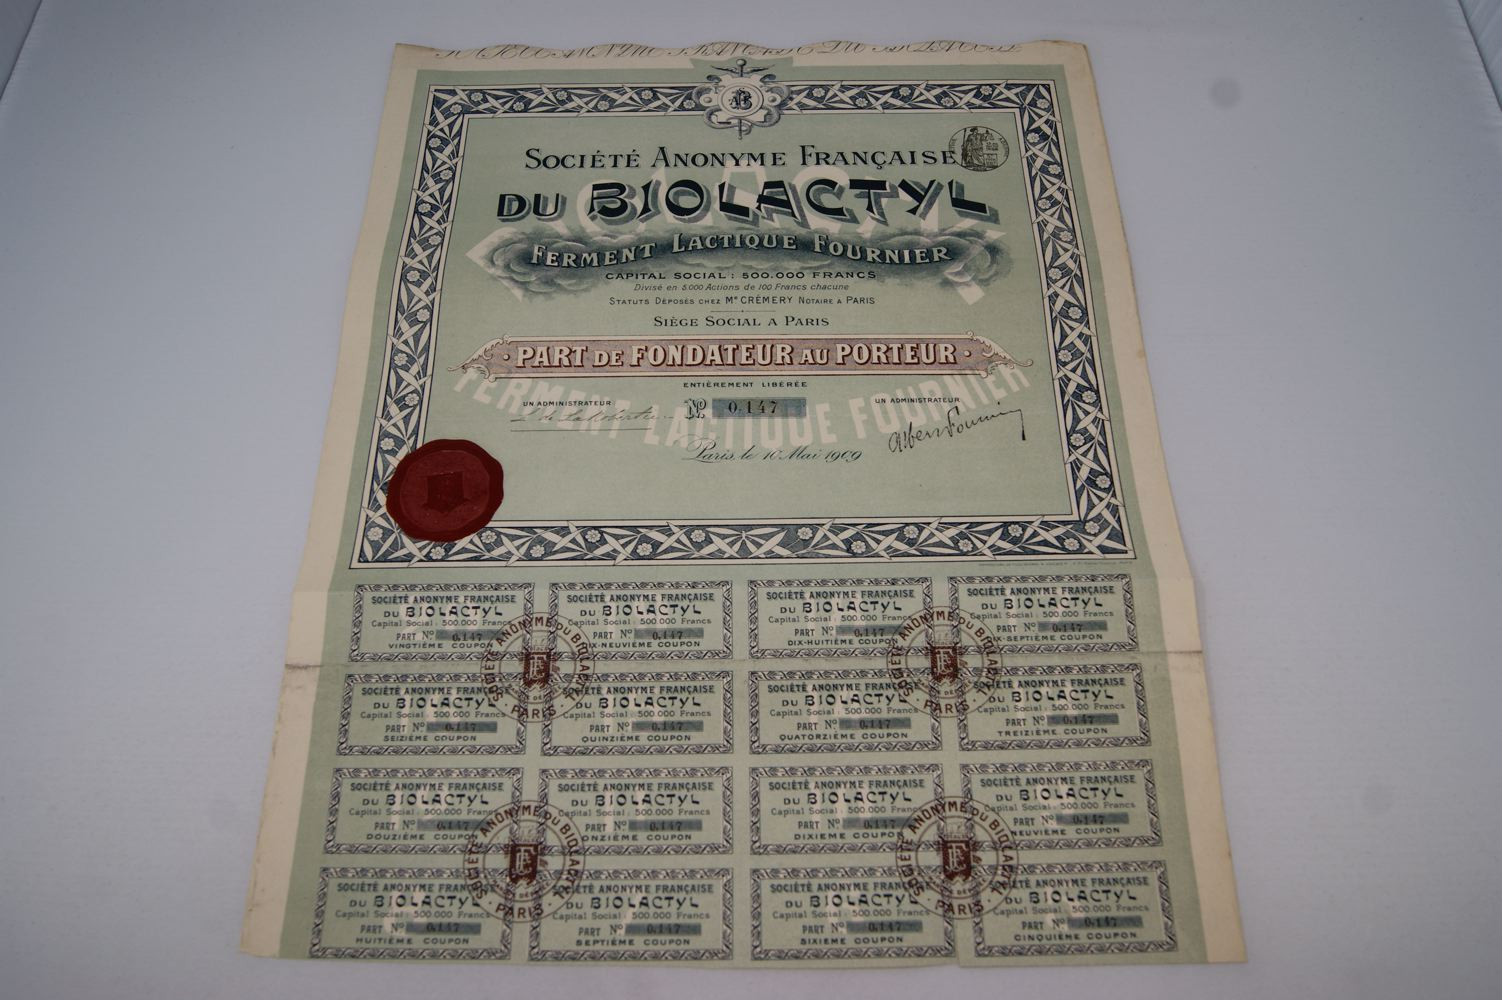 SOCIÉTÉ ANONYME FRANÇAISE
DU BIOLACTYL
FERMENT LACTIQUE FOURNIER
CAPITAL SOCIAL : 500.000 FRANCS
Divisé en 5.000 Actions de 100 Francs chacune
STATUTS DÉPOSÉS CHEZ Me CRÉMERY NOTAIRE A PARIS
SIÈGE SOCIAL A PARIS
PART DE FONDATEUR AU PORTEUR
ENTIÈREMENT LIBÉRÉE
UN ADMINISTRATEUR
No 0.147
UN ADMINISTRATEUR
FERMENT LACTIQUE FOURNIER
Paris, le 10 Mai 1909
SOCIÉTÉ ANONYME FRANÇAISE
DU BIOLACTYL
Capital Social : 500.000 Francs
PART No 0.147
VINGTIÈME COUPON
SOCIÉTÉ ANONYME FRANÇAISE
DU BIOLACTYL
Capital Social : 500.000 Francs
PART No 0.147
DIX-NEUVIÈME COUPON
SOCIÉTÉ ANONYME FRANÇAISE
DU BIOLACTYL
Capital Social : 500.000 Francs
PART No 0.147
DIX-HUITIÈME COUPON
SOCIÉTÉ ANONYME FRANÇAISE
DU BIOLACTYL
Capital Social : 500.000 Francs
PART No 0.147
DIX-SEPTIÈME COUPON
SOCIÉTÉ ANONYME DU BIOLACTYL
PARIS
SOCIÉTÉ ANONYME DU BIOLACTYL
PARIS
SOCIÉTÉ ANONYME FRANÇAISE
DU BIOLACTYL
Capital Social : 500.000 Francs
PART No 0.147
SEIZIÈME COUPON
SOCIÉTÉ ANONYME FRANÇAISE
DU BIOLACTYL
Capital Social : 500.000 Francs
PART No 0.147
QUINZIÈME COUPON
SOCIÉTÉ ANONYME FRANÇAISE
DU BIOLACTYL
Capital Social : 500.000 Francs
PART No 0.147
QUATORZIÈME COUPON
SOCIÉTÉ ANONYME FRANÇAISE
DU BIOLACTYL
Capital Social : 500.000 Francs
PART No 0.147
TREIZIÈME COUPON
SOCIÉTÉ ANONYME FRANÇAISE
DU BIOLACTYL
Capital Social : 500.000 Francs
PART No 0.147
DOUZIÈME COUPON
SOCIÉTÉ ANONYME FRANÇAISE
DU BIOLACTYL
Capital Social : 500.000 Francs
PART No 0.147
ONZIÈME COUPON
SOCIÉTÉ ANONYME FRANÇAISE
DU BIOLACTYL
Capital Social : 500.000 Francs
PART No 0.147
DIXIÈME COUPON
SOCIÉTÉ ANONYME FRANÇAISE
DU BIOLACTYL
Capital Social : 500.000 Francs
PART No 0.147
NEUVIÈME COUPON
SOCIÉTÉ ANONYME DU BIOLACTYL
PARIS
SOCIÉTÉ ANONYME DU BIOLACTYL
PARIS
SOCIÉTÉ ANONYME FRANÇAISE
DU BIOLACTYL
Capital Social : 500.000 Francs
PART No 0.147
HUITIÈME COUPON
SOCIÉTÉ ANONYME FRANÇAISE
DU BIOLACTYL
Capital Social : 500.000 Francs
PART No 0.147
SEPTIÈME COUPON
SOCIÉTÉ ANONYME FRANÇAISE
DU BIOLACTYL
Capital Social : 500.000 Francs
PART No 0.147
SIXIÈME COUPON
SOCIÉTÉ ANONYME FRANÇAISE
DU BIOLACTYL
Capital Social : 500.000 Francs
PART No 0.147
CINQUIÈME COUPON